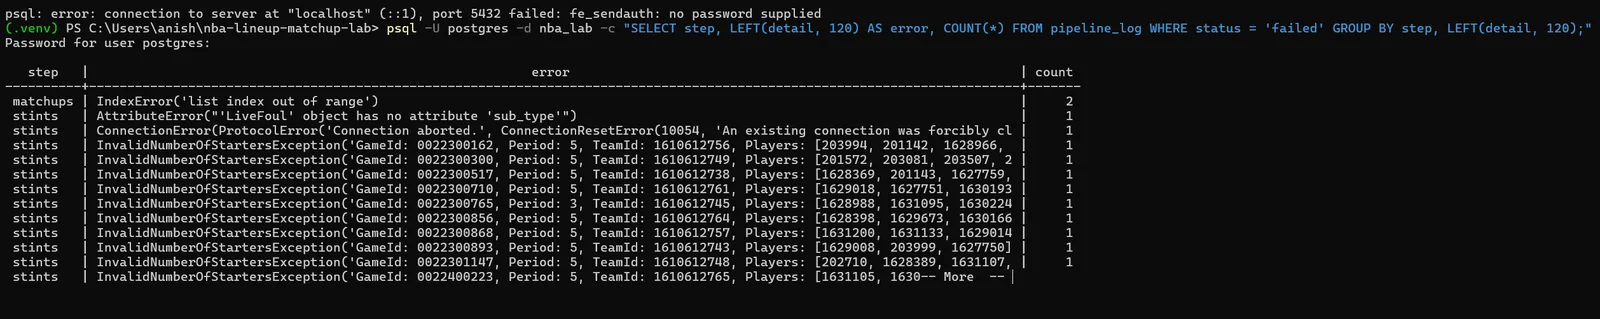 psql: error: connection to server at "localhost" (::1), port 5432 failed: fe_sendauth: no password supplied
(.venv) PS C:\Users\anish\nba-lineup-matchup-lab> psql -U postgres -d nba_lab -c "SELECT step, LEFT(detail, 120) AS error, COUNT(*) FROM pipeline_log WHERE status = 'failed' GROUP BY step, LEFT(detail, 120);"
Password for user postgres:
step | error | count
----------+--------------------------------------------------------------------------------------------------------------------------+-------
matchups | IndexError('list index out of range') | 2
stints | AttributeError("'LiveFoul' object has no attribute 'sub_type'") | 1
stints | ConnectionError(ProtocolError('Connection aborted.', ConnectionResetError(10054, 'An existing connection was forcibly cl | 1
stints | InvalidNumberOfStartersException('GameId: 0022300162, Period: 5, TeamId: 1610612756, Players: [203994, 201142, 1628966, | 1
stints | InvalidNumberOfStartersException('GameId: 0022300300, Period: 5, TeamId: 1610612749, Players: [201572, 203081, 203507, 2 | 1
stints | InvalidNumberOfStartersException('GameId: 0022300517, Period: 5, TeamId: 1610612738, Players: [1628369, 201143, 1627759, | 1
stints | InvalidNumberOfStartersException('GameId: 0022300710, Period: 5, TeamId: 1610612761, Players: [1629018, 1627751, 1630193 | 1
stints | InvalidNumberOfStartersException('GameId: 0022300765, Period: 3, TeamId: 1610612745, Players: [1628988, 1631095, 1630224 | 1
stints | InvalidNumberOfStartersException('GameId: 0022300856, Period: 5, TeamId: 1610612764, Players: [1628398, 1629673, 1630166 | 1
stints | InvalidNumberOfStartersException('GameId: 0022300868, Period: 5, TeamId: 1610612757, Players: [1631200, 1631133, 1629014 | 1
stints | InvalidNumberOfStartersException('GameId: 0022300893, Period: 5, TeamId: 1610612743, Players: [1629008, 203999, 1627750] | 1
stints | InvalidNumberOfStartersException('GameId: 0022301147, Period: 5, TeamId: 1610612748, Players: [202710, 1628389, 1631107, | 1
stints | InvalidNumberOfStartersException('GameId: 0022400223, Period: 5, TeamId: 1610612765, Players: [1631105, 1630-- More --